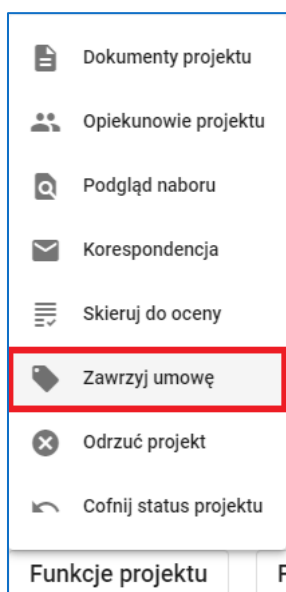 Dokumenty projektu
Opiekunowie projektu
Podgląd naboru
Korespondencja
Skieruj do oceny
Zawrzyj umowę
Odrzuć projekt
Cofnij status projektu
Funkcje projektu